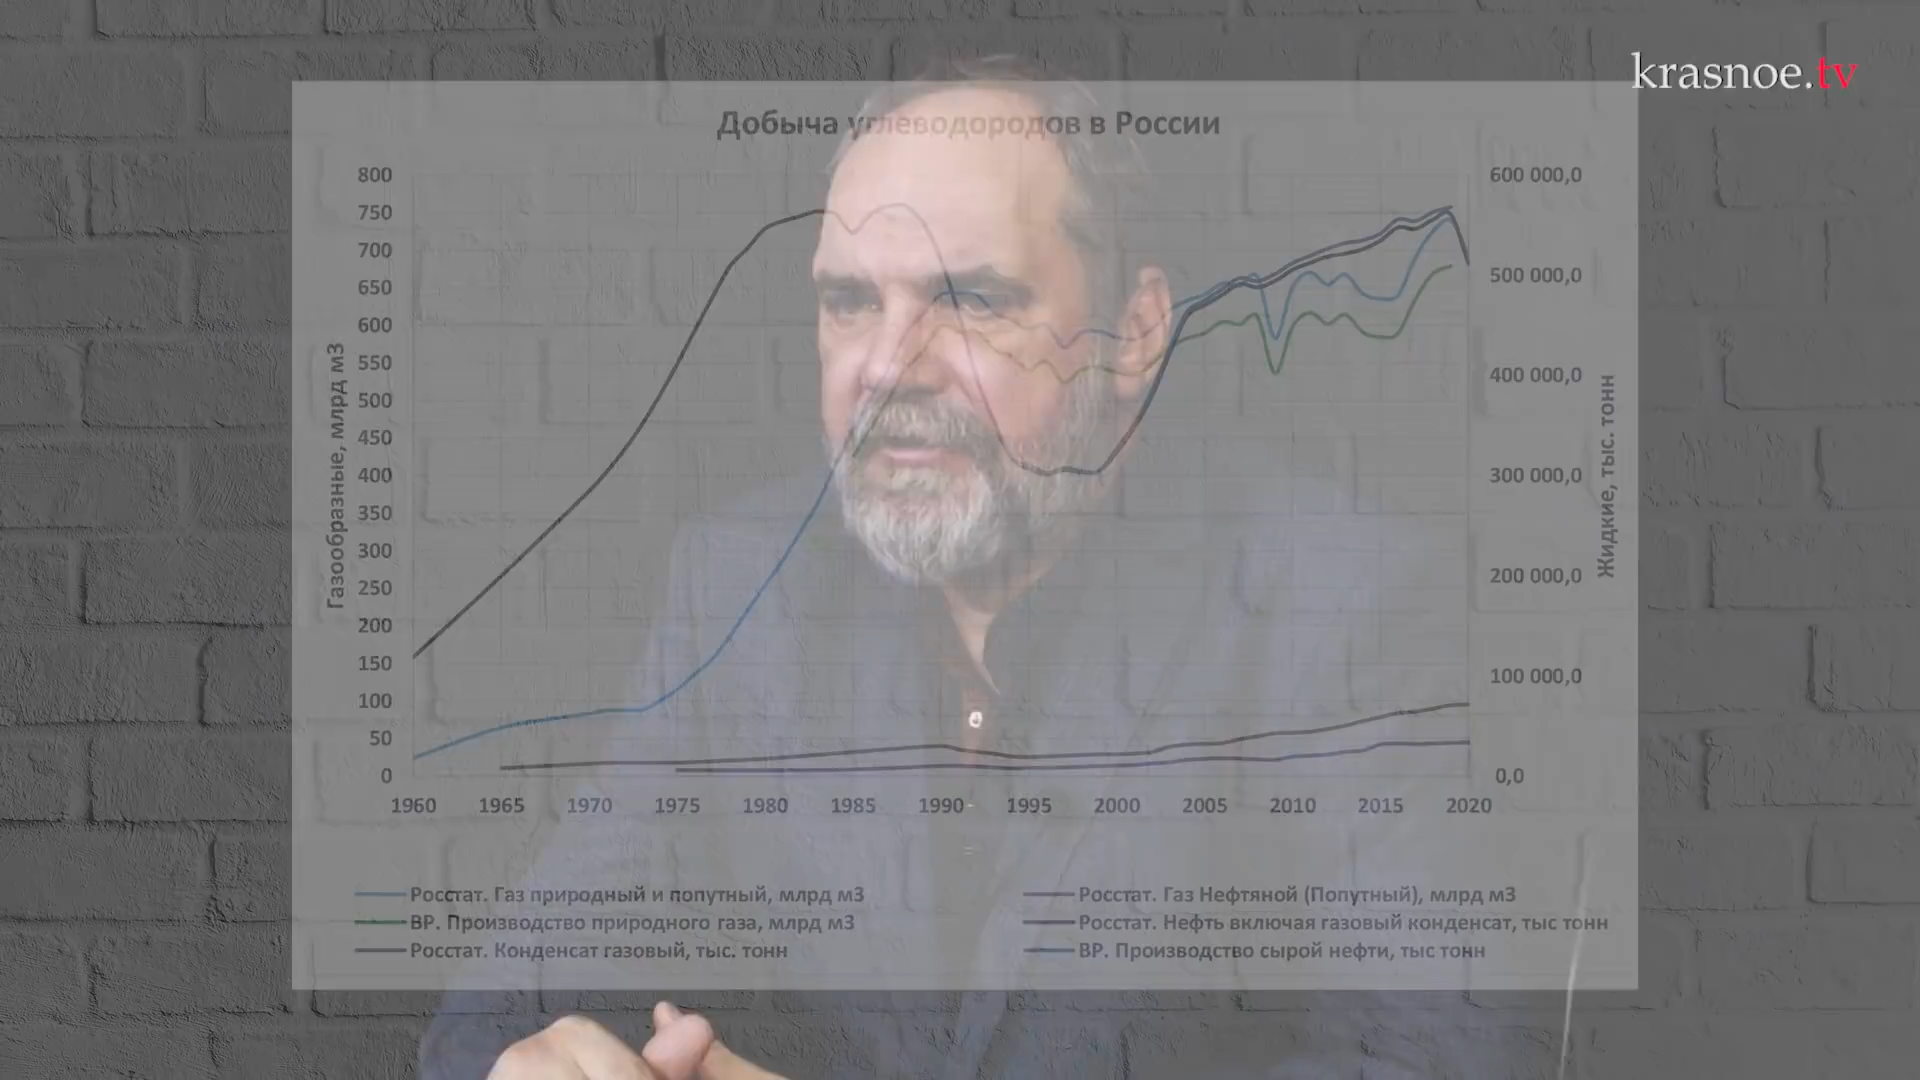 krasnoe.tv
Добыча углеводородов в России
800
750
700
650
600
550
500
450
400
350
300
250
200
150
100
50
0
Газообразные, млрд м3
600 000,0
500 000,0
400 000,0
300 000,0
200 000,0
100 000,0
0,0
Жидкие, тыс. тонн
1960 1965 1970 1975 1980 1985 1990 1995 2000 2005 2010 2015 2020
Росстат. Газ природный и попутный, млрд м3
Росстат. Газ Нефтяной (Попутный), млрд м3
BP. Производство природного газа, млрд м3
Росстат. Нефть включая газовый конденсат, тыс тонн
Росстат. Конденсат газовый, тыс. тонн
BP. Производство сырой нефти, тыс тонн